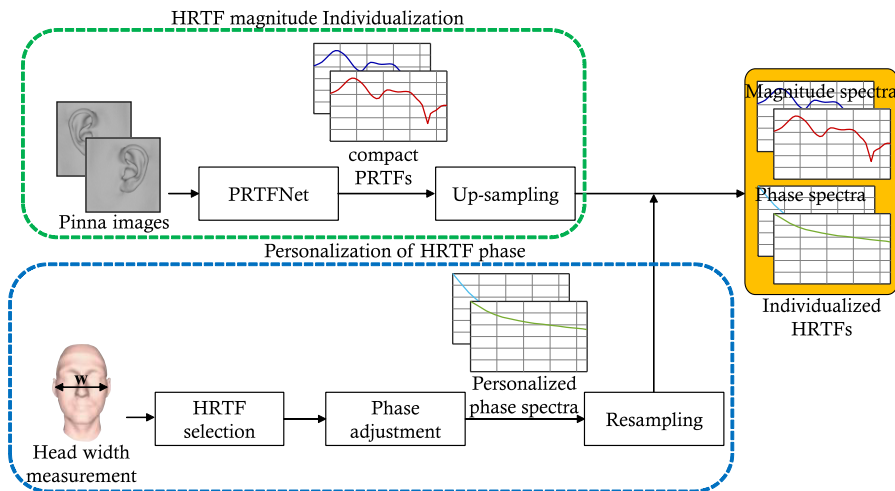 HRTF magnitude Individualization
compact
PRTFs
Pinna images
PRTFNet
Up-sampling
Magnitude spectra
Phase spectra
Individualized
HRTFs
Personalization of HRTF phase
w
Head width
measurement
HRTF
selection
Phase
adjustment
Personalized
phase spectra
Resampling